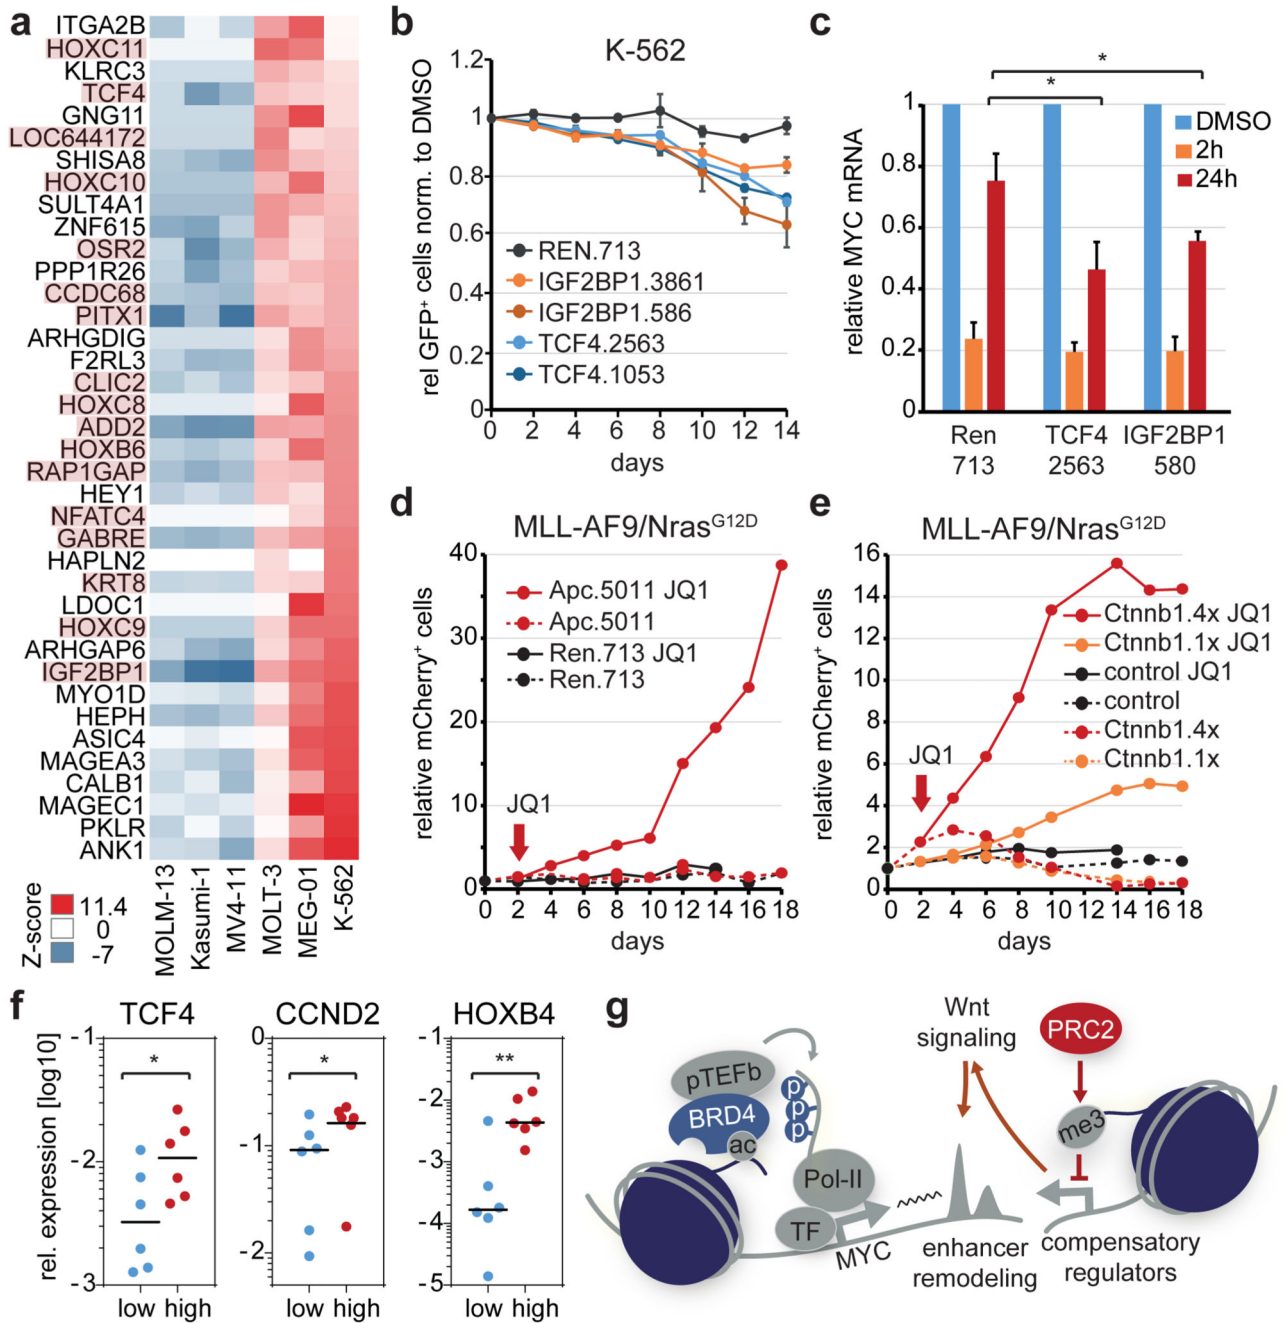 a
ITGA2B
HOXC11
KLRC3
TCF4
GNG11
LOC644172
SHISA8
HOXC10
SULT4A1
ZNF615
OSR2
PPP1R26
CCDC68
PITX1
ARHGDIG
F2RL3
CLIC2
HOXC8
ADD2
HOXB6
RAP1GAP
HEY1
NFATC4
GABRE
HAPLN2
KRT8
LDOC1
HOXC9
ARHGAP6
IGF2BP1
MYO1D
HEPH
ASIC4
MAGEA3
CALB1
MAGEC1
PKLR
ANK1
MOLM-13
Kasumi-1
MV4-11
MOLT-3
MEG-01
K-562
Z-score
11.4
0
-7
b
K-562
rel GFP+ cells norm. to DMSO
1.2
1
0.8
0.6
0.4
0.2
0
REN.713
IGF2BP1.3861
IGF2BP1.586
TCF4.2563
TCF4.1053
0 2 4 6 8 10 12 14
days
c
relative MYC mRNA
*
*
1
0.8
0.6
0.4
0.2
0
DMSO
2h
24h
Ren TCF4 IGF2BP1
713 2563 580
d
MLL-AF9/NrasG12D
relative mCherry+ cells
40
30
20
10
0
Apc.5011 JQ1
Apc.5011
Ren.713 JQ1
Ren.713
JQ1
0 2 4 6 8 10 12 14 16 18
days
e
MLL-AF9/NrasG12D
relative mCherry+ cells
16
14
12
10
8
6
4
2
0
Ctnnb1.4x JQ1
Ctnnb1.1x JQ1
control JQ1
control
Ctnnb1.4x
Ctnnb1.1x
JQ1
0 2 4 6 8 10 12 14 16 18
days
f
rel. expression [log10]
TCF4
-1
-2
-3
*
low high
CCND2
0
-1
-2
*
low high
HOXB4
-1
-2
-3
-4
-5
**
low high
g
Wnt
signaling
PRC2
pTEFb
BRD4
ac
p
p
p
me3
Pol-II
TF
MYC
enhancer
remodeling
compensatory
regulators